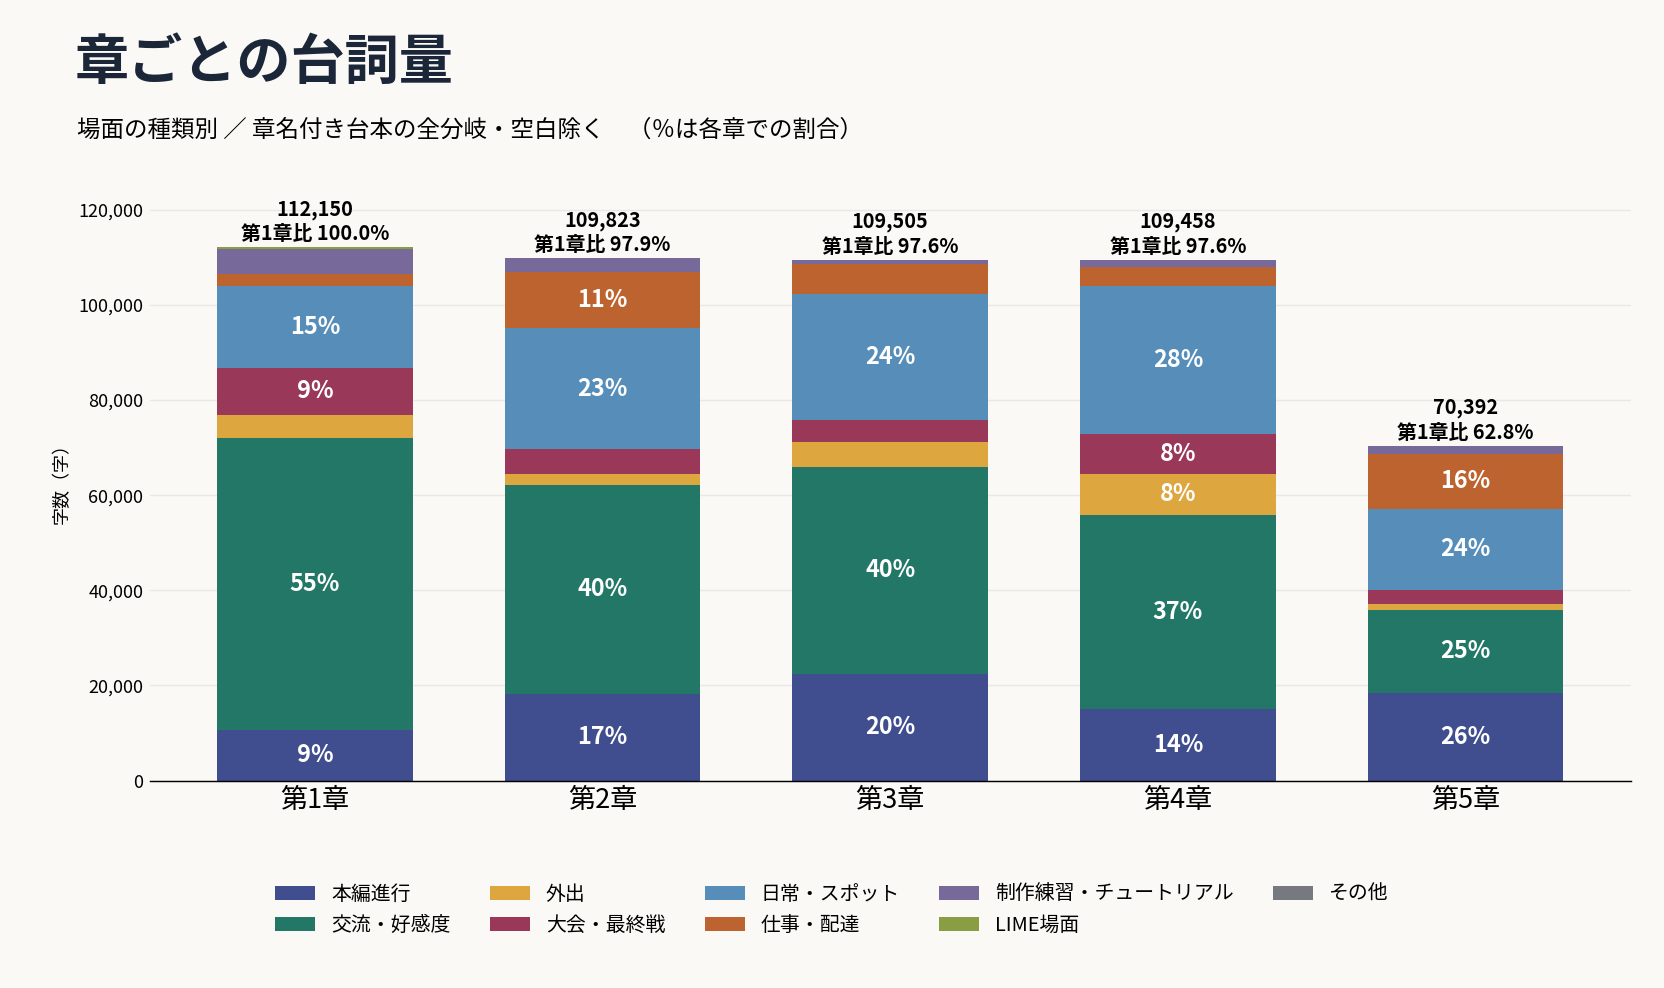 章ごとの台詞量
場面の種類別 ／ 章名付き台本の全分岐・空白除く　（％は各章での割合）
字数（字）
120,000
100,000
80,000
60,000
40,000
20,000
0
112,150
第1章比 100.0%
15%
9%
55%
9%
第1章
109,823
第1章比 97.9%
11%
23%
40%
17%
第2章
109,505
第1章比 97.6%
24%
40%
20%
第3章
109,458
第1章比 97.6%
28%
8%
8%
37%
14%
第4章
70,392
第1章比 62.8%
16%
24%
25%
26%
第5章
本編進行
交流・好感度
外出
大会・最終戦
日常・スポット
仕事・配達
制作練習・チュートリアル
LIME場面
その他